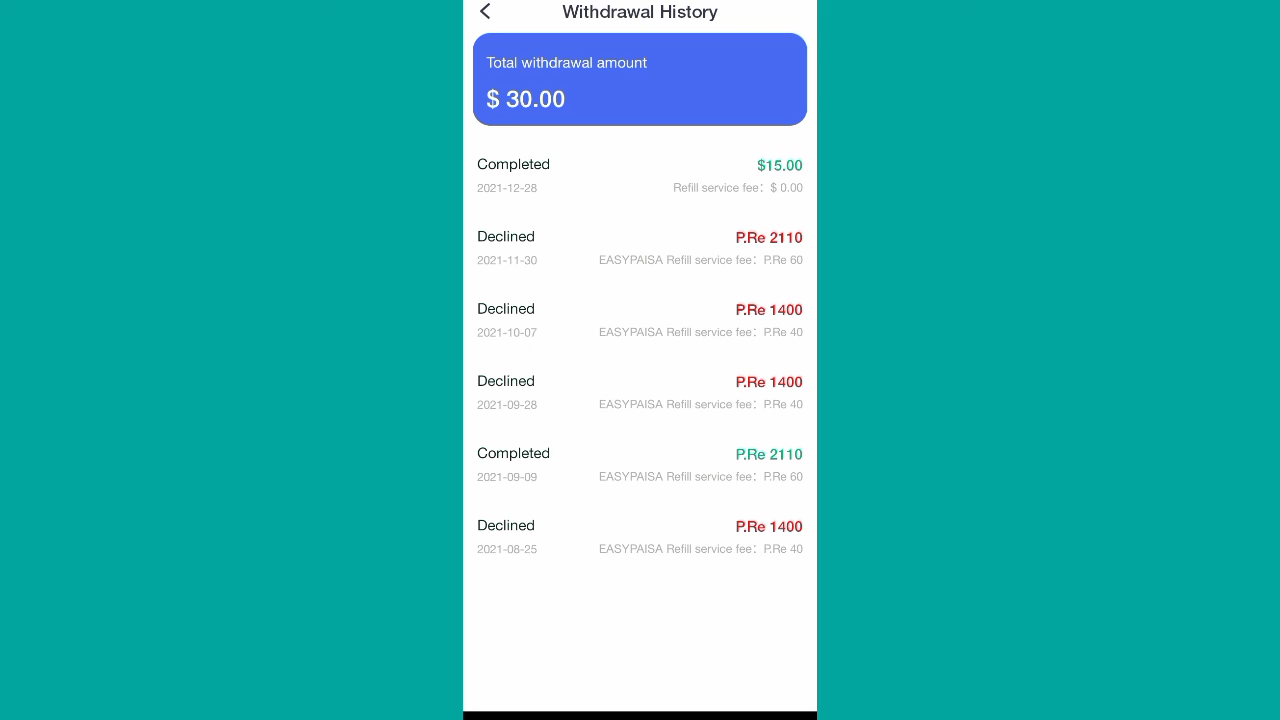 Withdrawal History
Total withdrawal amount
$ 30.00
Completed $15.00
2021-12-28 Refill service fee: $ 0.00
Declined P.Re 2110
2021-11-30 EASYPAISA Refill service fee: P.Re 60
Declined P.Re 1400
2021-10-07 EASYPAISA Refill service fee: P.Re 40
Declined P.Re 1400
2021-09-28 EASYPAISA Refill service fee: P.Re 40
Completed P.Re 2110
2021-09-09 EASYPAISA Refill service fee: P.Re 60
Declined P.Re 1400
2021-08-25 EASYPAISA Refill service fee: P.Re 40